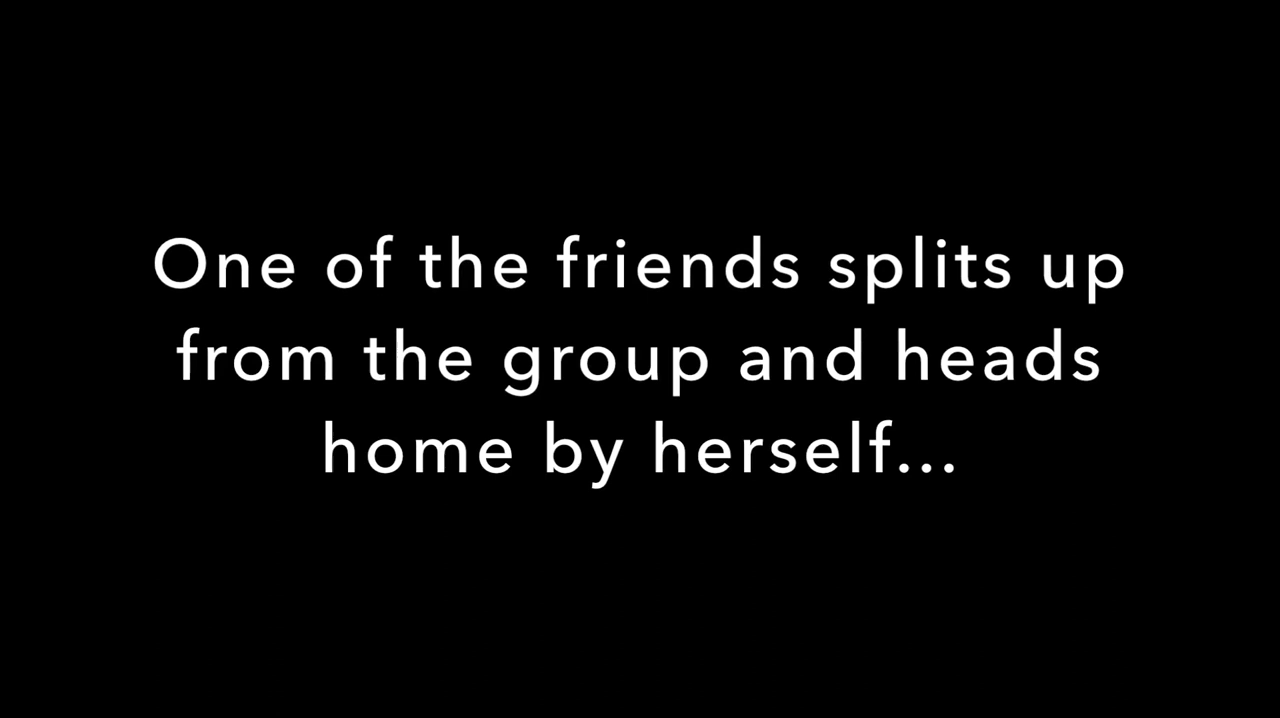 One of the friends splits up
from the group and heads
home by herself...